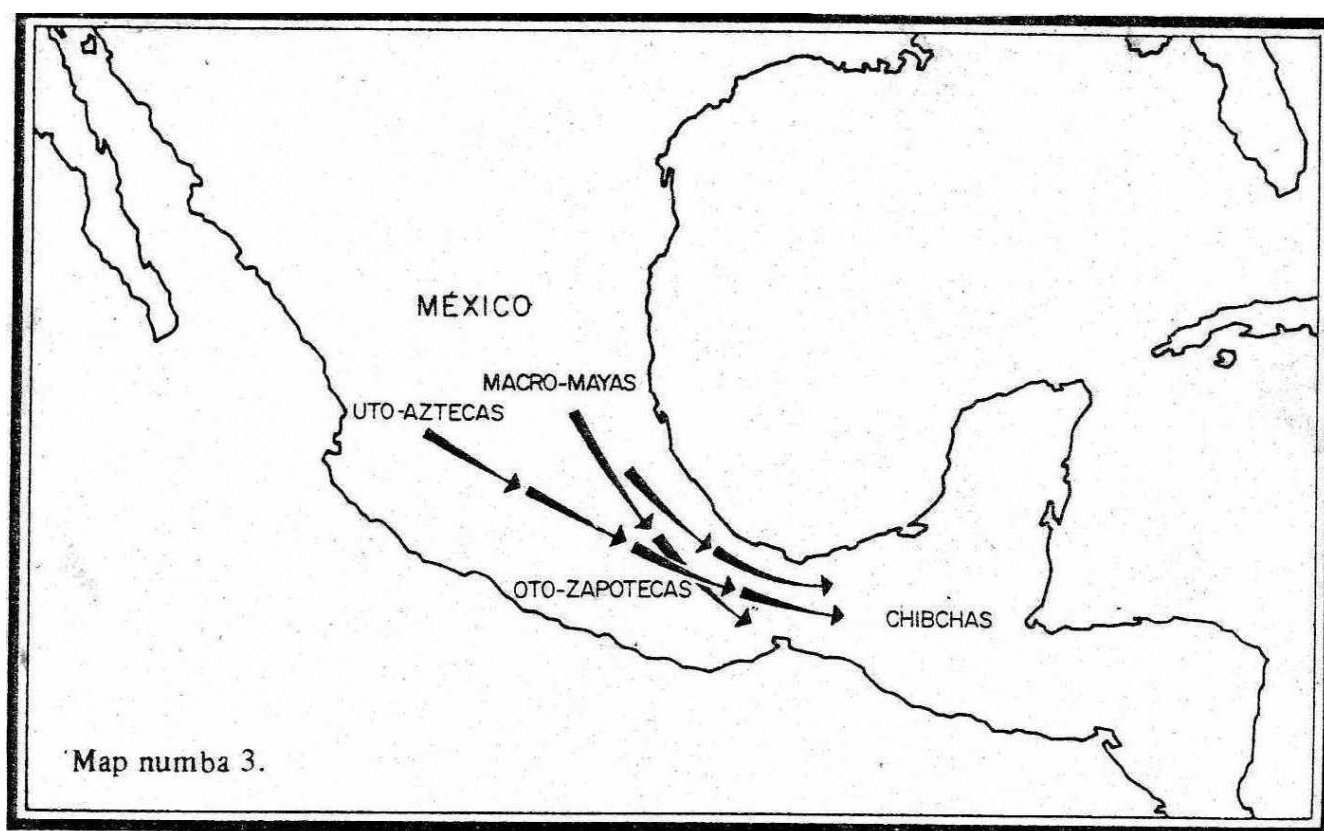 MÉXICO
MACRO-MAYAS
UTO-AZTECAS
OTO-ZAPOTECAS
CHIBCHAS
Map numba 3.